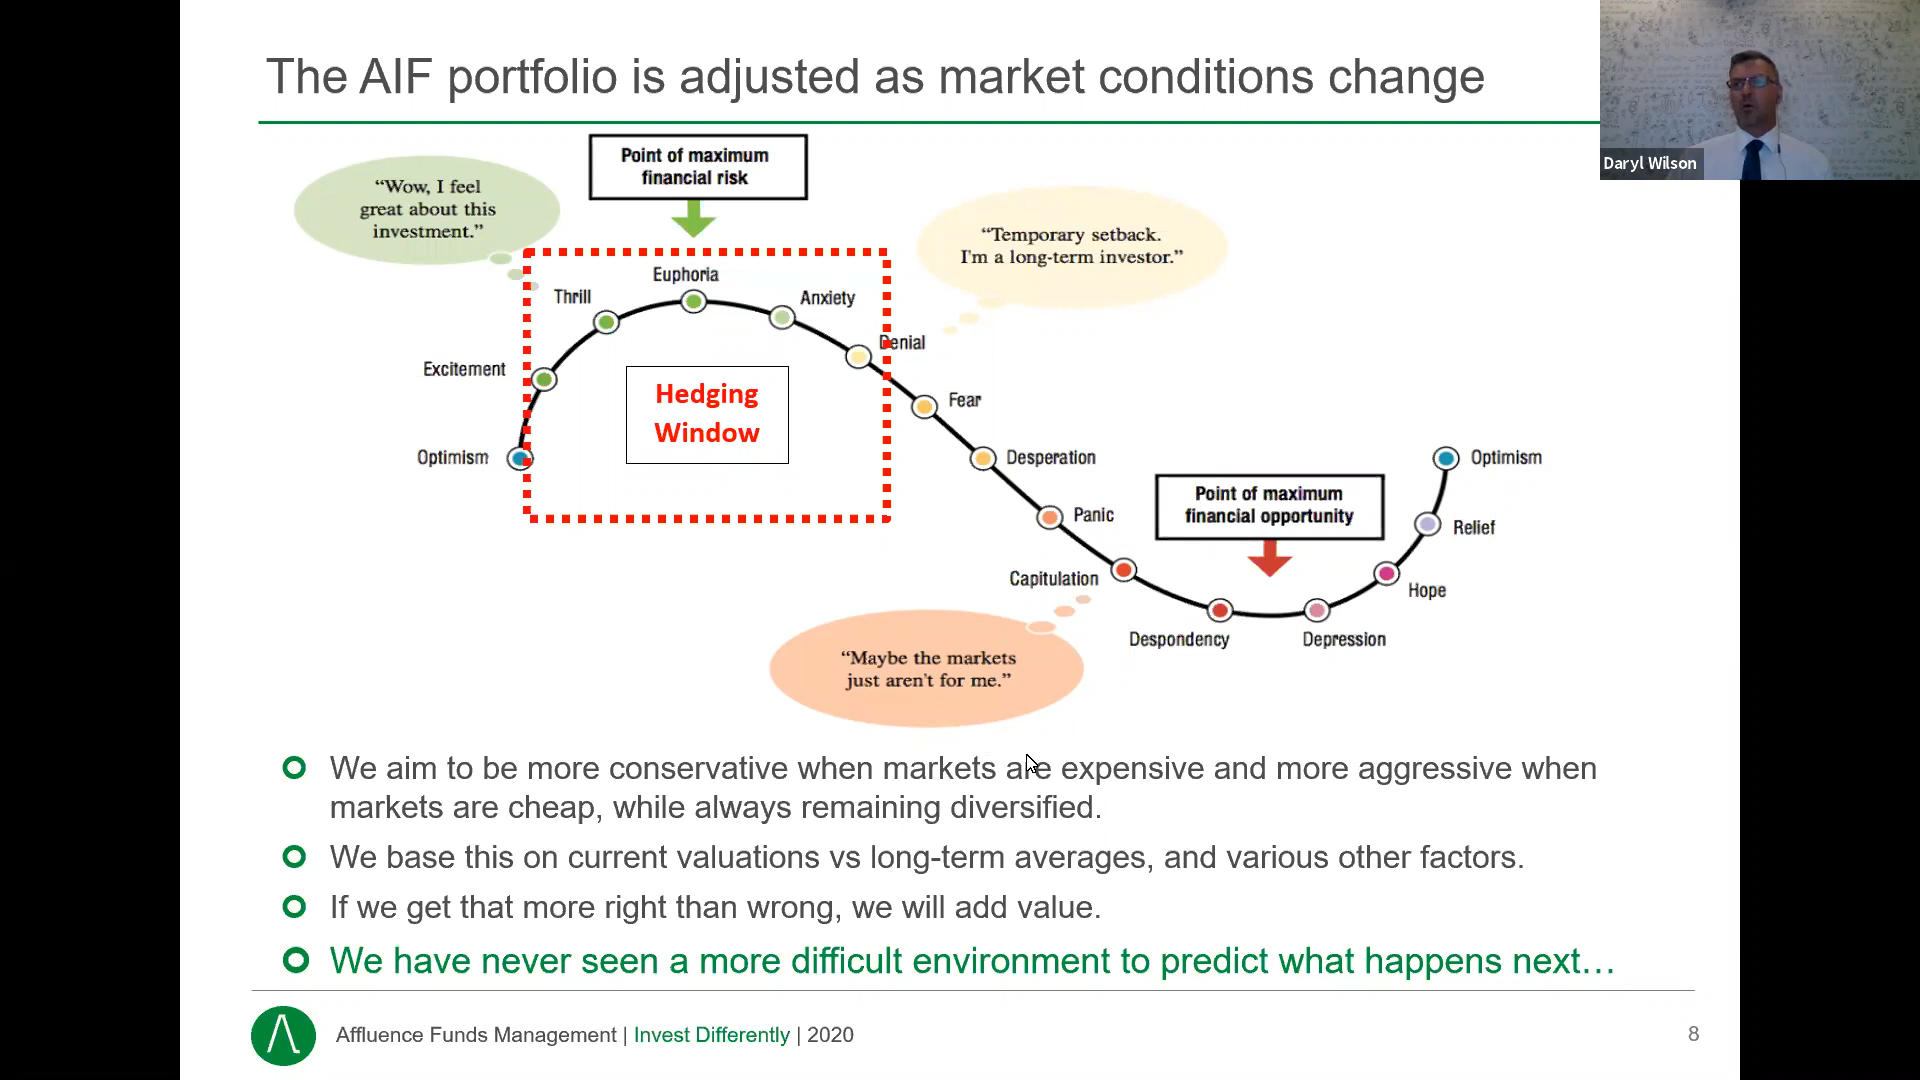 The AIF portfolio is adjusted as market conditions change
Daryl Wilson
Point of maximum
financial risk
“Wow, I feel
great about this
investment.”
“Temporary setback.
I'm a long-term investor.”
Euphoria
Thrill
Anxiety
Denial
Excitement
Hedging
Window
Fear
Optimism
Desperation
Optimism
Point of maximum
financial opportunity
Panic
Relief
Capitulation
Hope
Despondency
Depression
“Maybe the markets
just aren't for me.”
We aim to be more conservative when markets are expensive and more aggressive when
markets are cheap, while always remaining diversified.
We base this on current valuations vs long-term averages, and various other factors.
If we get that more right than wrong, we will add value.
We have never seen a more difficult environment to predict what happens next…
Affluence Funds Management | Invest Differently | 2020
8